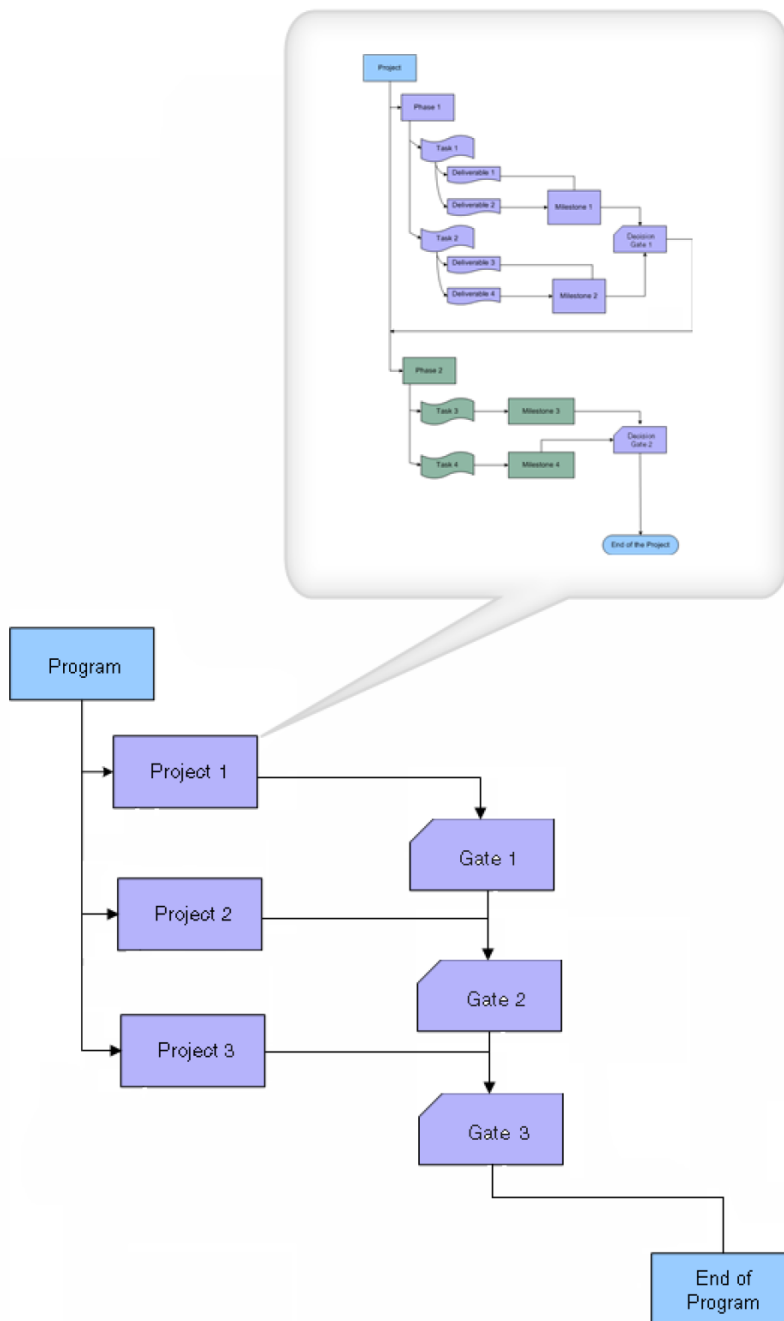 Project
Phase 1
Task 1
Deliverable 1
Deliverable 2
Milestone 1
Task 2
Decision
Gate 1
Deliverable 3
Deliverable 4
Milestone 2
Phase 2
Task 3
Milestone 3
Decision
Gate 2
Task 4
Milestone 4
End of the Project
Program
Project 1
Gate 1
Project 2
Gate 2
Project 3
Gate 3
End of
Program